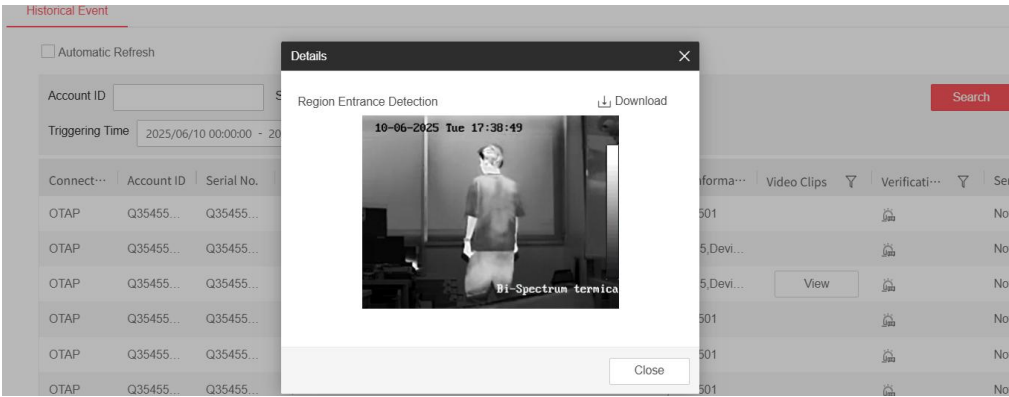 Historical Event
Automatic Refresh
Details
Account ID
Region Entrance Detection
Download
Search
Triggering Time
2025/06/10 00:00:00 - 20
10-06-2025 Tue 17:38:49
Connect··· Account ID Serial No. Video Clips Verificati···
OTAP Q35455... Q35455... 501 No
OTAP Q35455... Q35455... 5,Devi... No
OTAP Q35455... Q35455... 5,Devi... View No
OTAP Q35455... Q35455... 501 No
OTAP Q35455... Q35455... 501 No
OTAP Q35455... Q35455... 501 No
Bi-Spectrum termica
Close